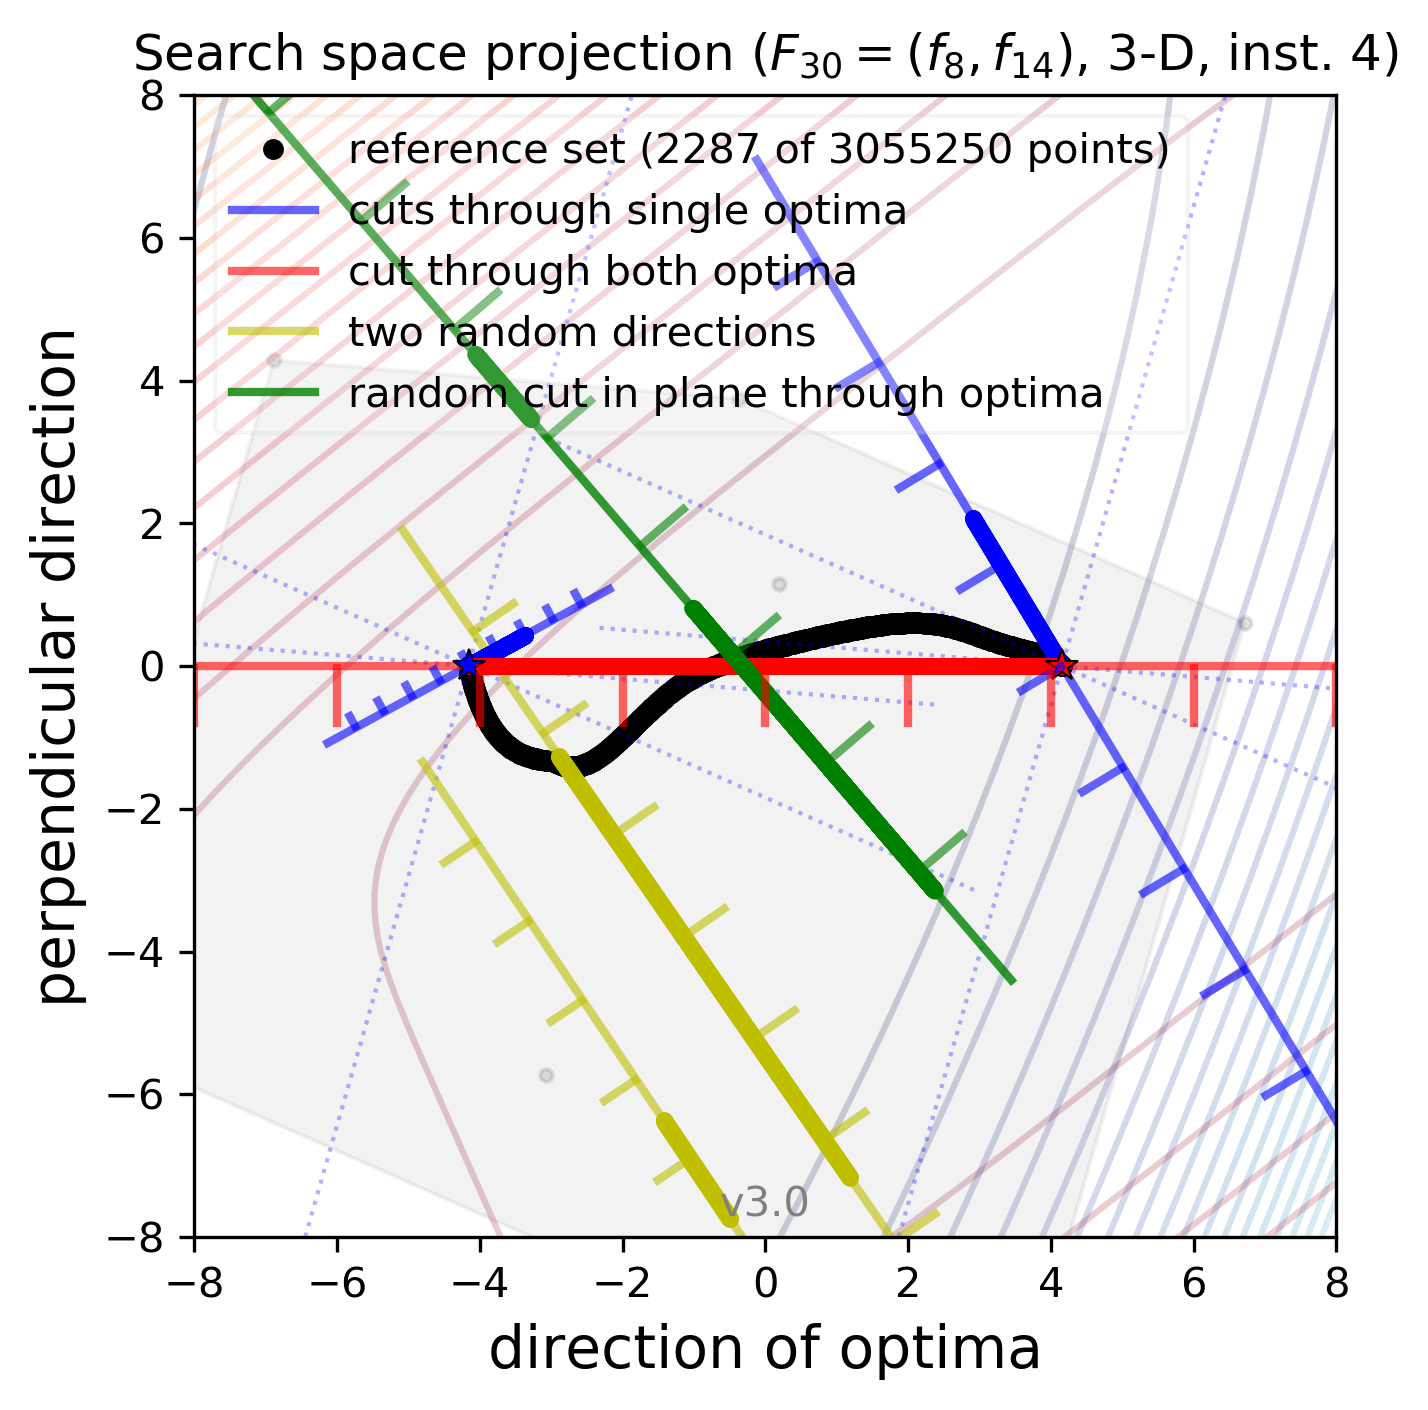 Search space projection (F₃₀ = (f₈, f₁₄), 3-D, inst. 4)
reference set (2287 of 3055250 points)
cuts through single optima
cut through both optima
two random directions
random cut in plane through optima
8
6
4
2
0
−2
−4
−6
−8
perpendicular direction
v3.0
−8 −6 −4 −2 0 2 4 6 8
direction of optima